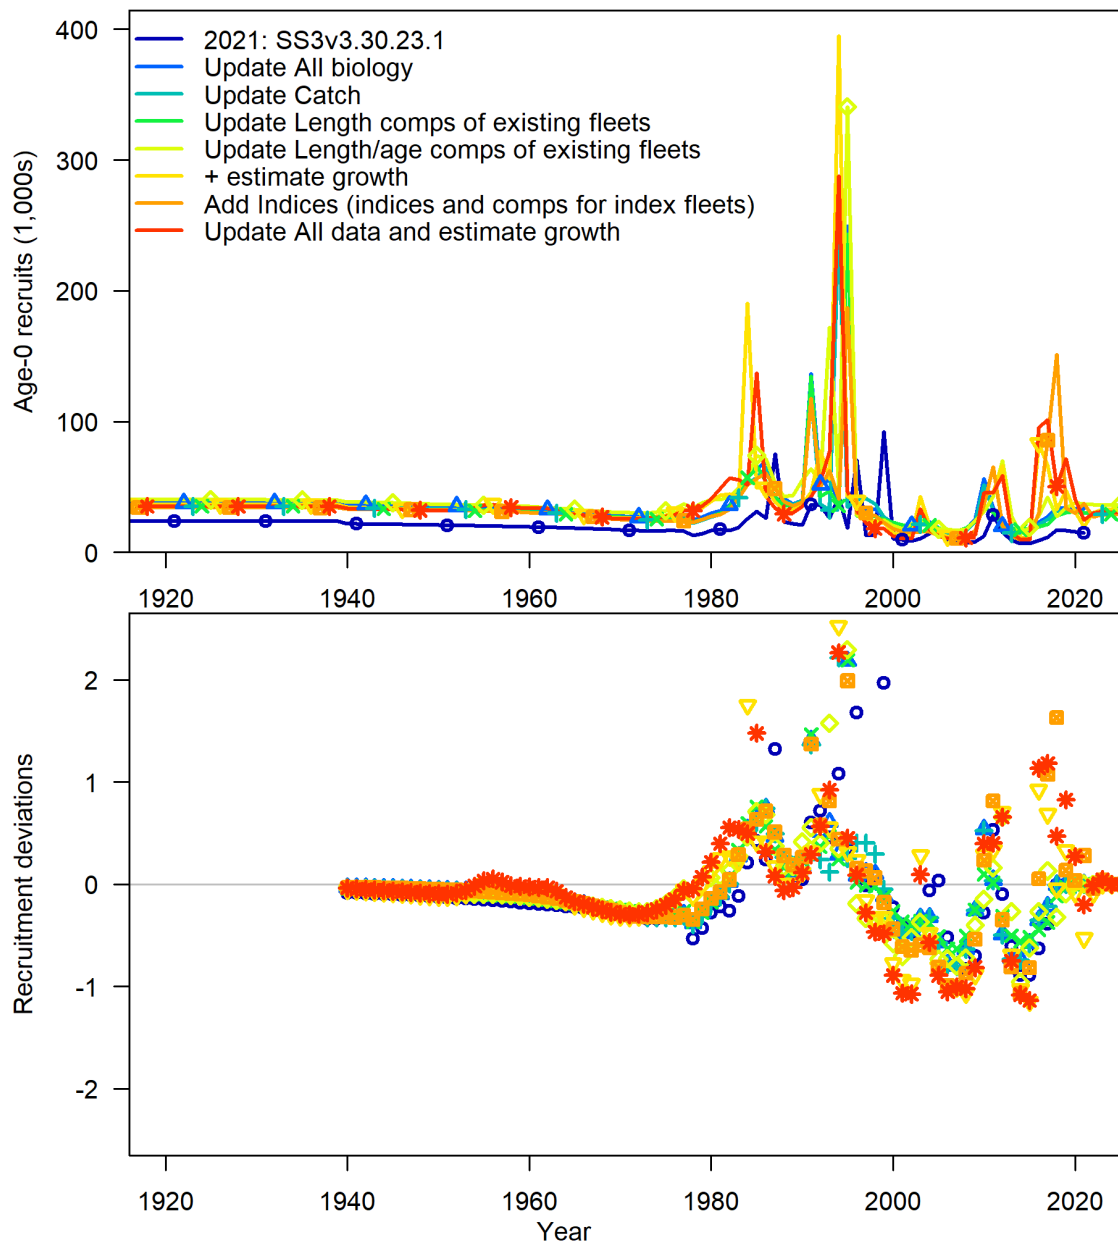 400
300
200
100
0
Age-0 recruits (1,000s)
2021: SS3v3.30.23.1
Update All biology
Update Catch
Update Length comps of existing fleets
Update Length/age comps of existing fleets
+ estimate growth
Add Indices (indices and comps for index fleets)
Update All data and estimate growth
1920 1940 1960 1980 2000 2020
2
1
0
-1
-2
Recruitment deviations
1920 1940 1960 1980 2000 2020
Year